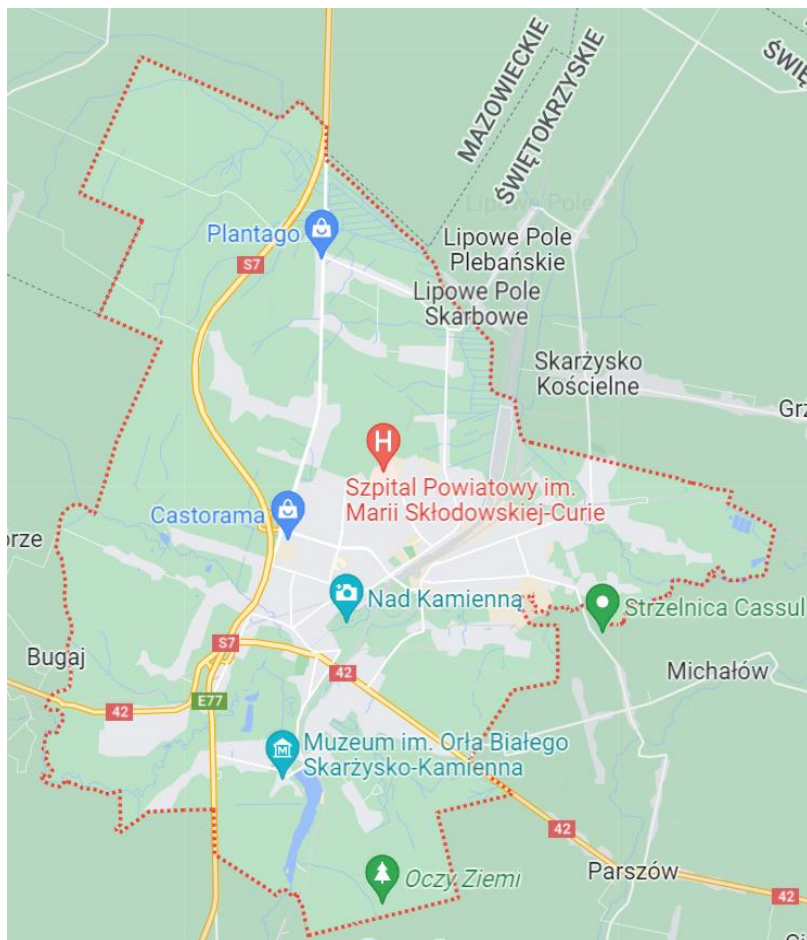 MAZOWIECKIE
ŚWIĘTOKRZYSKIE
Lipowe Pole
Plantago
Lipowe Pole
Plebańskie
S7
Lipowe Pole
Skarbowe
Skarżysko
Kościelne
H
Szpital Powiatowy im.
Marii Skłodowskiej-Curie
Castorama
Nad Kamienną
Strzelnica Cassul
S7
Bugaj
42
Michałów
E77
42
M
Muzeum im. Orła Białego
Skarżysko-Kamienna
42
Parszów
Oczy Ziemi
42